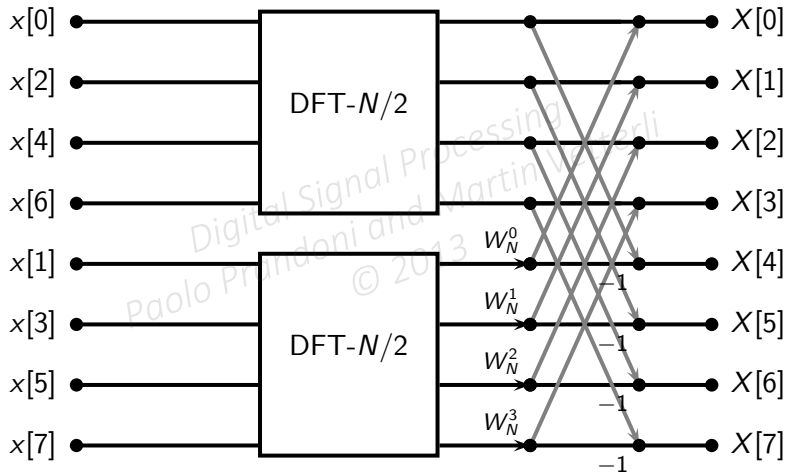 x[0]
X[0]
x[2]
X[1]
DFT-N/2
x[4]
X[2]
x[6]
X[3]
x[1]
W_N^0
X[4]
−1
x[3]
W_N^1
X[5]
DFT-N/2
−1
x[5]
W_N^2
X[6]
−1
x[7]
W_N^3
X[7]
−1
Digital Signal Processing
Paolo Prandoni and Martin Vetterli
© 2013